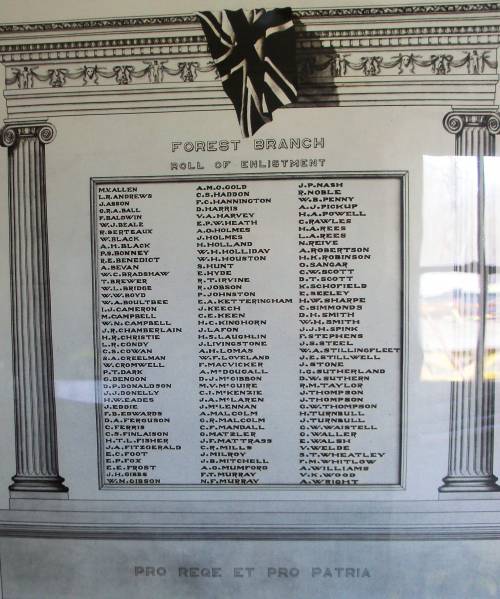 FOREST BRANCH
ROLL OF ENLISTMENT
M.V. ALLEN
L.R. ANDREWS
J. ASSON
O.R.A. BALL
F. BALDWIN
W.J. BEALE
R. BERTEAUX
W. BLACK
A.H. BLACK
P.S. BONNEY
R.E. BENEDICT
A. BEVAN
W.C. BRADSHAW
T. BREWER
W.L. BRIDGE
W.W. BOYD
W.A. BOULTBEE
I.J. CAMERON
M. CAMPBELL
W.N. CAMPBELL
J.R. CHAMBERLAIN
H.R. CHRISTIE
L.R. CONDY
C.S. COWAN
S.A. CREELMAN
W. CROMWELL
P.T. DARK
G. DENOON
D.P. DONALDSON
J.J. DONELLY
H.W. EADES
J. EDDIE
F.D. EDWARDS
D.A. FERGUSON
C. FERRIS
C.S. FINLAISON
H.T.L. FISHER
J.A. FITZGERALD
E.C. FOOT
E.P. FOX
E.E. FROST
J.H. GIBBS
W.N. GIBSON
A.M.O. GOLD
C.S. HADDON
F.C. HANNINGTON
D. HARRIS
V.A. HARVEY
E.P. W. HEATH
A.O. HOLMES
J. HOLMES
H. HOLLAND
W.H. HOLLIDAY
W.H. HOUSTON
S. HUNT
E. HYDE
R.T. IRVINE
R. JOBSON
P. JOHNSTON
E.A. KETTERINGHAM
J. KEECH
C.E. KEEN
H.C. KINGHORN
J. LAFON
H.S. LAUGHLIN
J. LIVINGSTONE
A.H. LOMAS
W.F. LOVELAND
F. MACVICKER
A. McDOUGALL
D.J. McGIBBON
M.V. McGUIRE
C.I. McKENZIE
J.A. McLAREN
J. McLENNAN
A. MALCOLM
G.R. MALCOLM
C.F. MANDALL
G. MATZLER
J.F. MATTRASS
C.R. MILLS
J. MILROY
J.B. MITCHELL
A.G. MUMFORD
F.T. MURRAY
N.F. MURRAY
J.P. NASH
R. NOBLE
W.B. PENNY
A.J. PICKUP
H.A. POWELL
C. RAWLES
H.A. REES
L.A. REES
N. REIVE
A. ROBERTSON
H.K. ROBINSON
O. SANGAR
C.W. SCOTT
D.T. SCOTT
K. SCHOFIELD
E. SEELEY
H.W. SHARPE
C. SIMMONDS
D.H. SMITH
W.H. SMITH
J.J.H. SPINK
F. STEPHENS
J.S. STEEL
W.A. STILLINGFLEET
J.E. STILLWELL
J. STONE
I.G. SUTHERLAND
D.W. SUTHERN
R.M. TAYLOR
J. THOMPSON
J. THOMPSON
G.W. THOMPSON
H. TURNBULL
J. TURNBULL
G.W. WAISTELL
G. WALLER
E. WALSH
V. WELDE
S.T. WHEATLEY
F.M. WHITLOW
A. WILLIAMS
V.K. WOOD
A. WRIGHT
PRO REGE ET PRO PATRIA